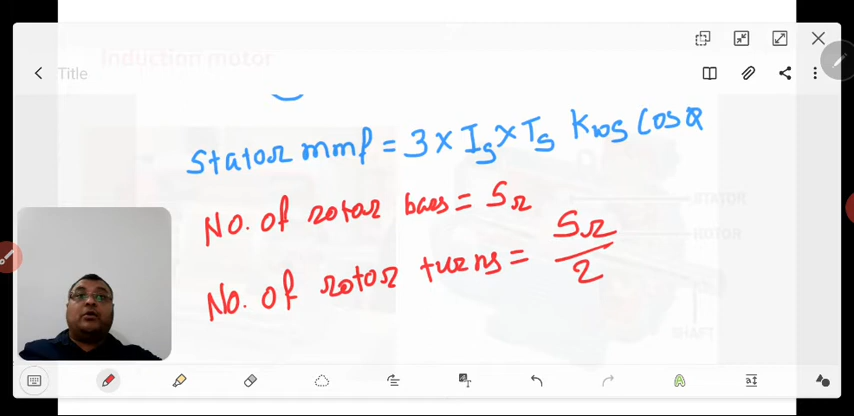 Induction motor
Title
Stator mmf = 3 × Is × Ts Kws Cos Φ
No. of rotor bars = Sr
STATOR
ROTOR
No. of rotor turns = Sr/2
SHAFT